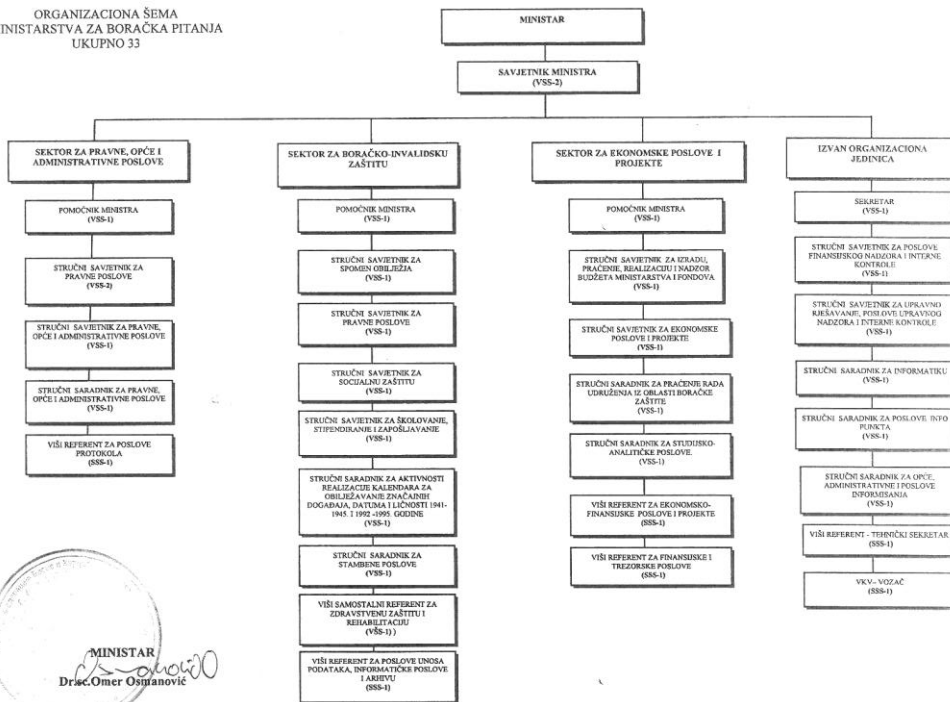 ORGANIZACIONA ŠEMA
INISTARSTVA ZA BORAČKA PITANJA
UKUPNO 33
MINISTAR
SAVJETNIK MINISTRA
(VSS-2)
SEKTOR ZA PRAVNE, OPĆE I
ADMINISTRATIVNE POSLOVE
POMOĆNIK MINISTRA
(VSS-1)
STRUČNI SAVJETNIK ZA
PRAVNE POSLOVE
(VSS-2)
STRUČNI SAVJETNIK ZA PRAVNE,
OPĆE I ADMINISTRATIVNE POSLOVE
(VSS-1)
STRUČNI SARADNIK ZA PRAVNE,
OPĆE I ADMINISTRATIVNE POSLOVE
(VSS-1)
VIŠI REFERENT ZA POSLOVE
PROTOKOLA
(SSS-1)
SEKTOR ZA BORAČKO-INVALIDSKU
ZAŠTITU
POMOĆNIK MINISTRA
(VSS-1)
STRUČNI SAVJETNIK ZA
SPOMEN OBILJEŽJA
(VSS-1)
STRUČNI SAVJETNIK ZA
PRAVNE POSLOVE
(VSS-1)
STRUČNI SAVJETNIK ZA
SOCIJALNU ZAŠTITU
(VSS-1)
STRUČNI SAVJETNIK ZA ŠKOLOVANJE,
STIPENDIRANJE I ZAPOŠLJAVANJE
(VSS-1)
STRUČNI SARADNIK ZA AKTIVNOSTI
REALIZACIJE KALENDARA ZA
OBILJEŽAVANJE ZNAČAJNIH
DOGAĐAJA, DATUMA I LIČNOSTI 1941-
1945. I 1992 -1995. GODINE
(VSS-1)
STRUČNI SARADNIK ZA
STAMBENE POSLOVE
(VSS-1)
VIŠI SAMOSTALNI REFERENT ZA
ZDRAVSTVENU ZAŠTITU I
REHABILITACIJU
(VŠS-1) )
VIŠI REFERENT ZA POSLOVE UNOSA
PODATAKA, INFORMATIČKE POSLOVE
I ARHIVU
(SSS-1)
SEKTOR ZA EKONOMSKE POSLOVE I
PROJEKTE
POMOĆNIK MINISTRA
(VSS-1)
STRUČNI SAVJETNIK ZA IZRADU,
PRAĆENJE, REALIZACIJU I NADZOR
BUDŽETA MINISTARSTVA I FONDOVA
(VSS-1)
STRUČNI SAVJETNIK ZA EKONOMSKE
POSLOVE I PROJEKTE
(VSS-1)
STRUČNI SARADNIK ZA PRAĆENJE RADA
UDRUŽENJA IZ OBLASTI BORAČKE
ZAŠTITE
(VSS-1)
STRUČNI SARADNIK ZA STUDIJSKO-
ANALITIČKE POSLOVE.
(VSS-1)
VIŠI REFERENT ZA EKONOMSKO-
FINANSIJSKE POSLOVE I PROJEKTE
(SSS-1)
VIŠI REFERENT ZA FINANSIJSKE I
TREZORSKE POSLOVE
(SSS-1)
IZVAN ORGANIZACIONA
JEDINICA
SEKRETAR
(VSS-1)
STRUČNI SAVJETNIK ZA POSLOVE
FINANSIJSKOG NADZORA I INTERNE
KONTROLE
(VSS-1)
STRUČNI SAVJETNIK ZA UPRAVNO
RJEŠAVANJE, POSLOVE UPRAVNOG
NADZORA I INTERNE KONTROLE
(VSS-1)
STRUČNI SARADNIK ZA INFORMATIKU
(VSS-1)
STRUČNI SARADNIK ZA POSLOVE INFO
PUNKTA
(VSS-1)
STRUČNI SARADNIK ZA OPĆE,
ADMINISTRATIVNE I POSLOVE
INFORMISANJA
(VSS-1)
VIŠI REFERENT - TEHNIČKI SEKRETAR
(SSS-1)
VKV- VOZAČ
(SSS-1)
MINISTAR
Dr.sc.Omer Osmanović